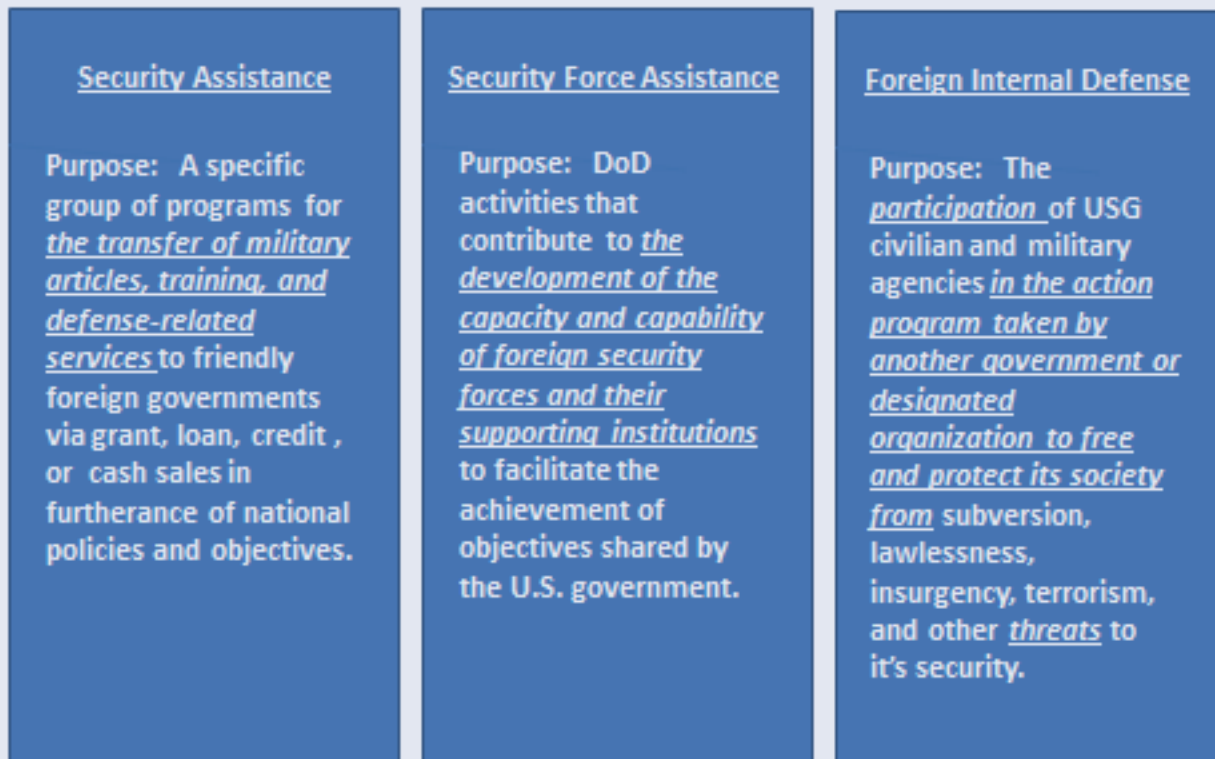 Security Assistance
Purpose: A specific
group of programs for
the transfer of military
articles, training, and
defense-related
services to friendly
foreign governments
via grant, loan, credit ,
or cash sales in
furtherance of national
policies and objectives.
Security Force Assistance
Purpose: DoD
activities that
contribute to the
development of the
capacity and capability
of foreign security
forces and their
supporting institutions
to facilitate the
achievement of
objectives shared by
the U.S. government.
Foreign Internal Defense
Purpose: The
participation of USG
civilian and military
agencies in the action
program taken by
another government or
designated
organization to free
and protect its society
from subversion,
lawlessness,
insurgency, terrorism,
and other threats to
it's security.